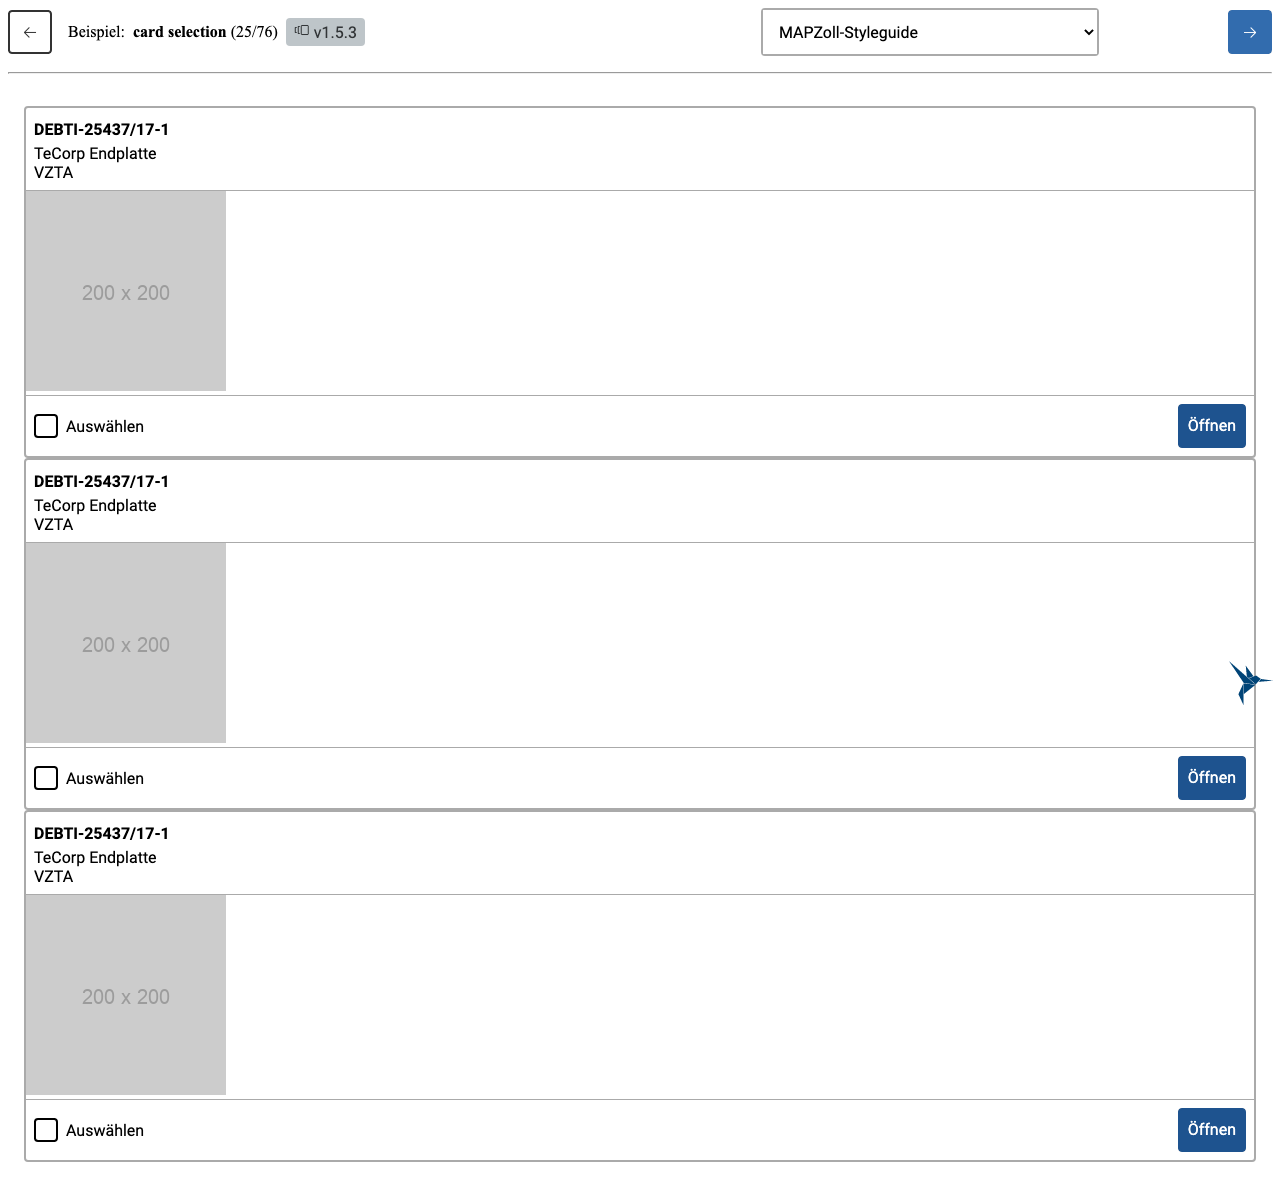 Beispiel: card selection (25/76) v1.5.3 MAPZoll-Styleguide
DEBTI-25437/17-1
TeCorp Endplatte
VZTA
200 x 200
Auswählen Öffnen
DEBTI-25437/17-1
TeCorp Endplatte
VZTA
200 x 200
Auswählen Öffnen
DEBTI-25437/17-1
TeCorp Endplatte
VZTA
200 x 200
Auswählen Öffnen